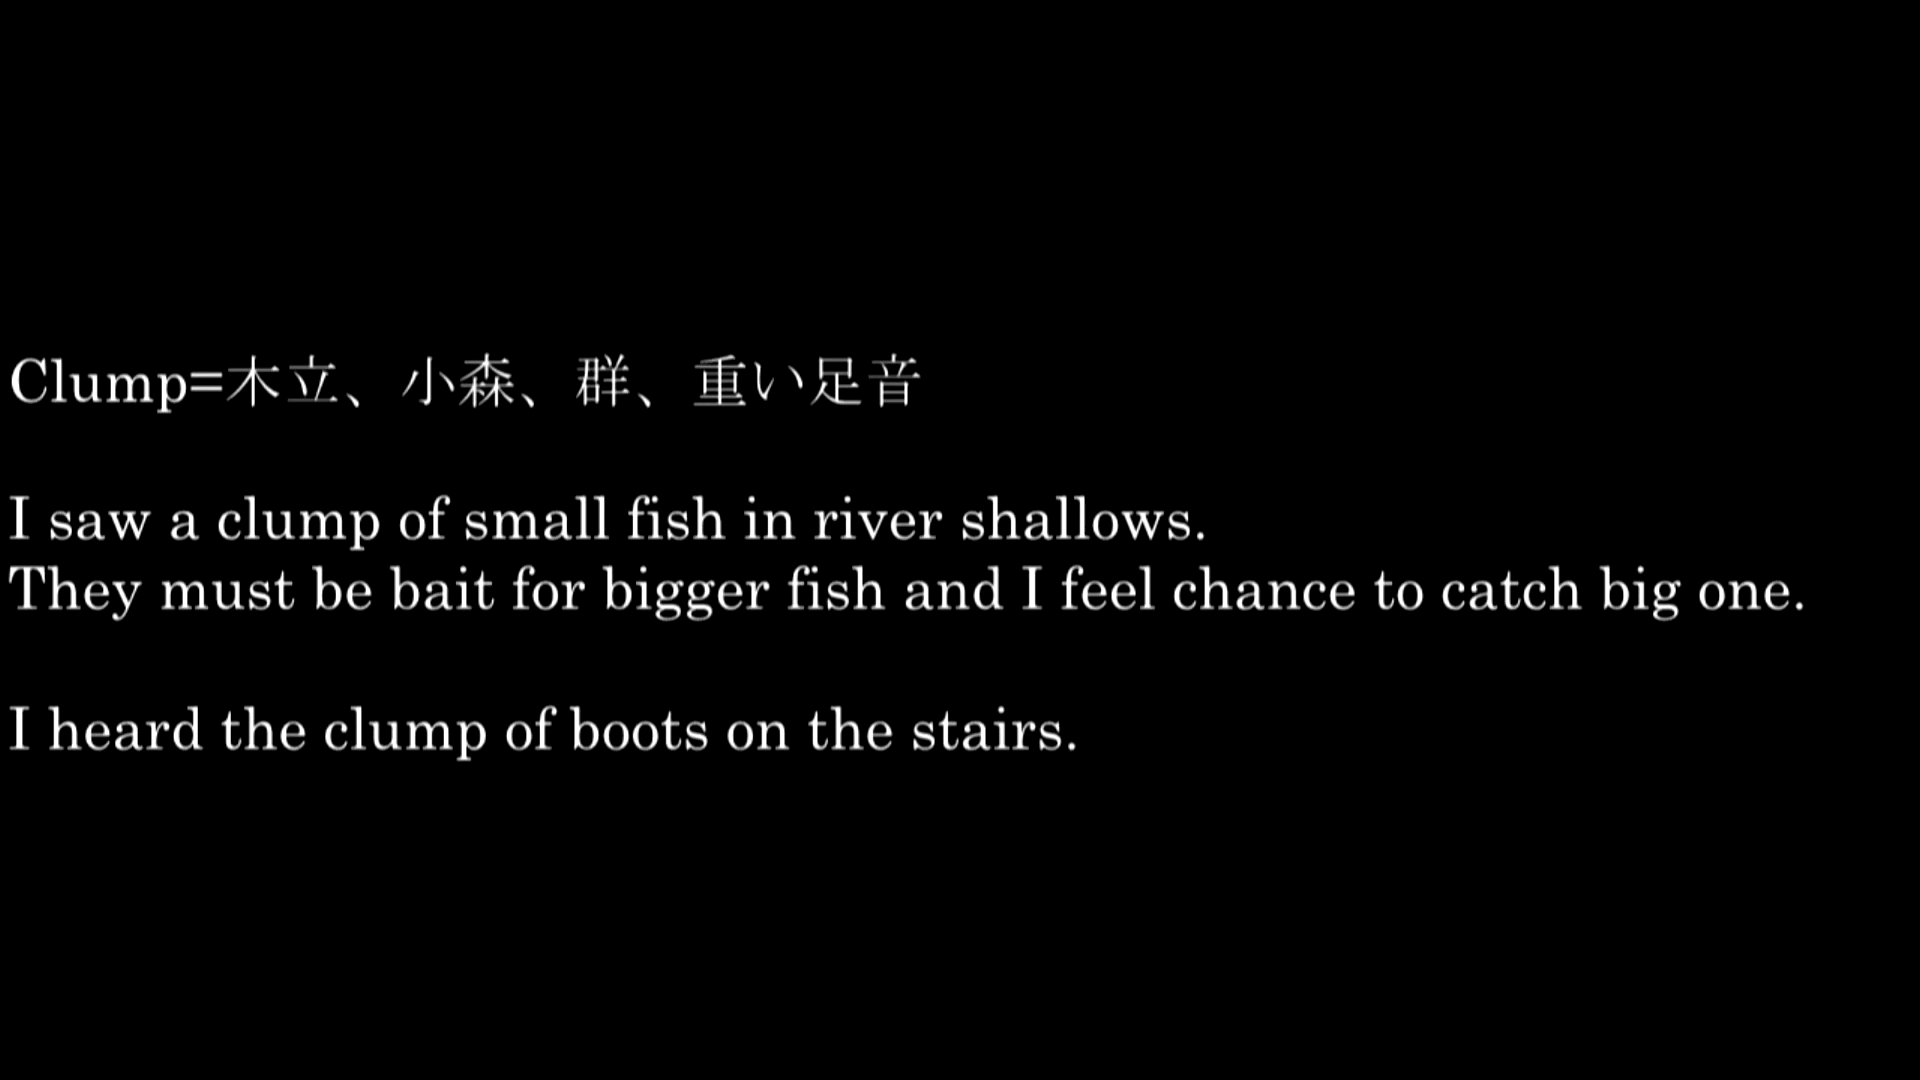 Clump=木立、小森、群、重い足音
I saw a clump of small fish in river shallows.
They must be bait for bigger fish and I feel chance to catch big one.
I heard the clump of boots on the stairs.